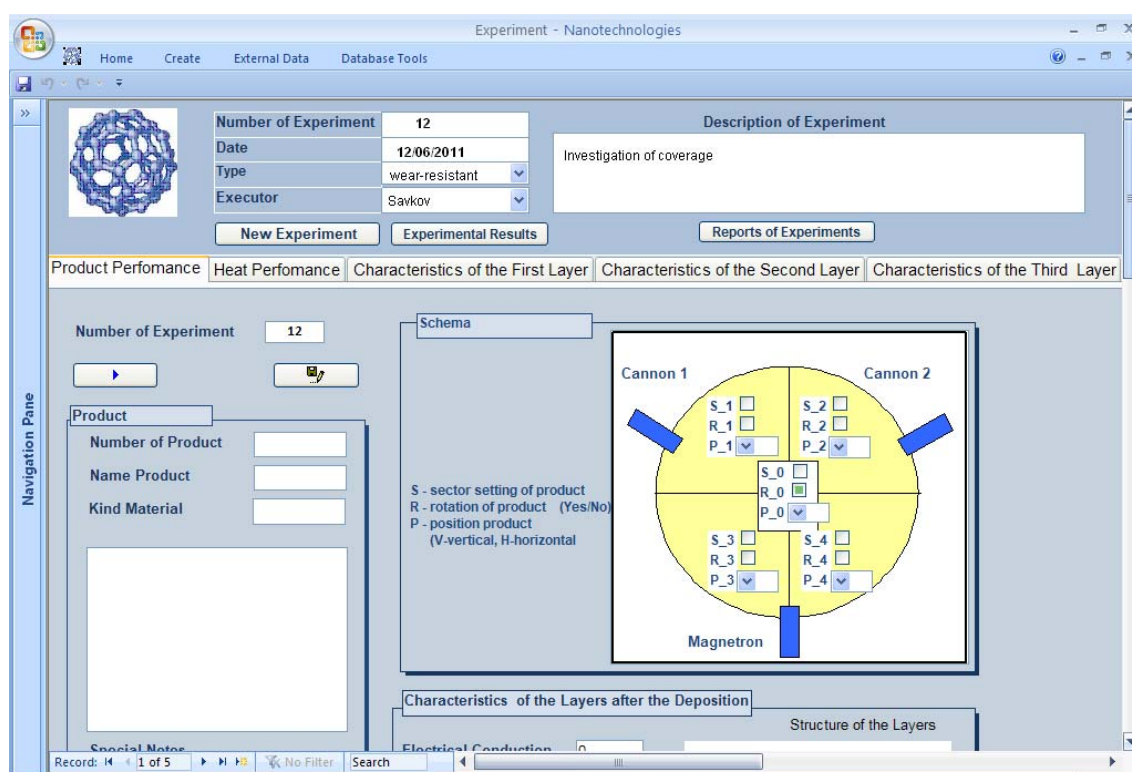 Experiment - Nanotechnologies
Home Create External Data Database Tools
Navigation Pane
Number of Experiment 12
Date 12/06/2011
Type wear-resistant
Executor Savkov
Description of Experiment
Investigation of coverage
New Experiment Experimental Results Reports of Experiments
Product Perfomance Heat Perfomance Characteristics of the First Layer Characteristics of the Second Layer Characteristics of the Third Layer
Number of Experiment 12
Product
Number of Product
Name Product
Kind Material
Special Notes
Schema
S - sector setting of product
R - rotation of product (Yes/No)
P - position product
(V-vertical, H-horizontal
Cannon 1 Cannon 2
S_1 S_2
R_1 R_2
P_1 P_2
S_0
R_0
P_0
S_3 S_4
R_3 R_4
P_3 P_4
Magnetron
Characteristics of the Layers after the Deposition
Structure of the Layers
Electrical Conduction 0
Record: 1 of 5 No Filter Search